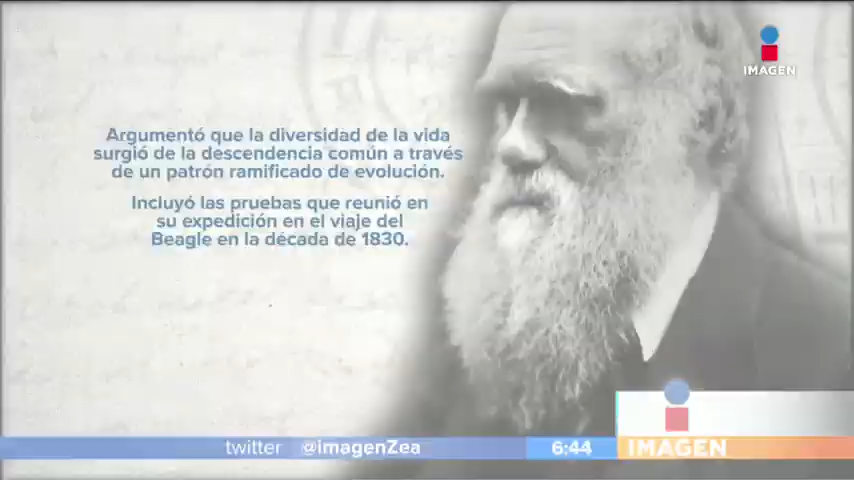 IMAGEN
Argumentó que la diversidad de la vida
surgió de la descendencia común a través
de un patrón ramificado de evolución.
Incluyó las pruebas que reunió en
su expedición en el viaje del
Beagle en la década de 1830.
twitter @imagenZea 6:44 IMAGEN